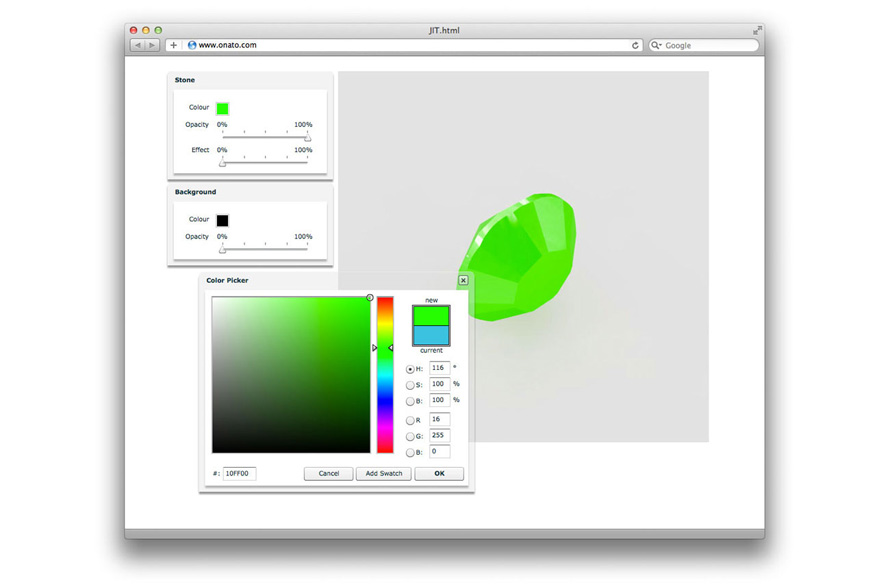 JIT.html
www.onato.com
Google
Stone
Colour
Opacity 0% 100%
Effect 0% 100%
Background
Colour
Opacity 0% 100%
Color Picker
new
current
H: 116 °
S: 100 %
B: 100 %
R 16
G: 255
B: 0
#: 10FF00 Cancel Add Swatch OK